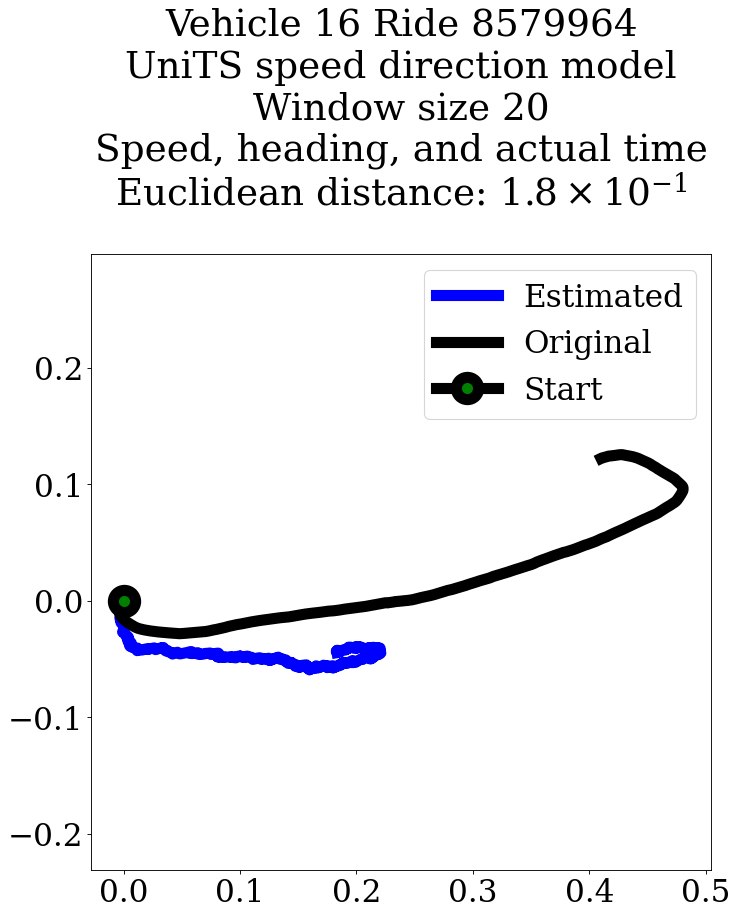 Vehicle 16 Ride 8579964
UniTS speed direction model
Window size 20
Speed, heading, and actual time
Euclidean distance: 1.8 × 10⁻¹
Estimated
Original
Start
0.2
0.1
0.0
−0.1
−0.2
0.0 0.1 0.2 0.3 0.4 0.5